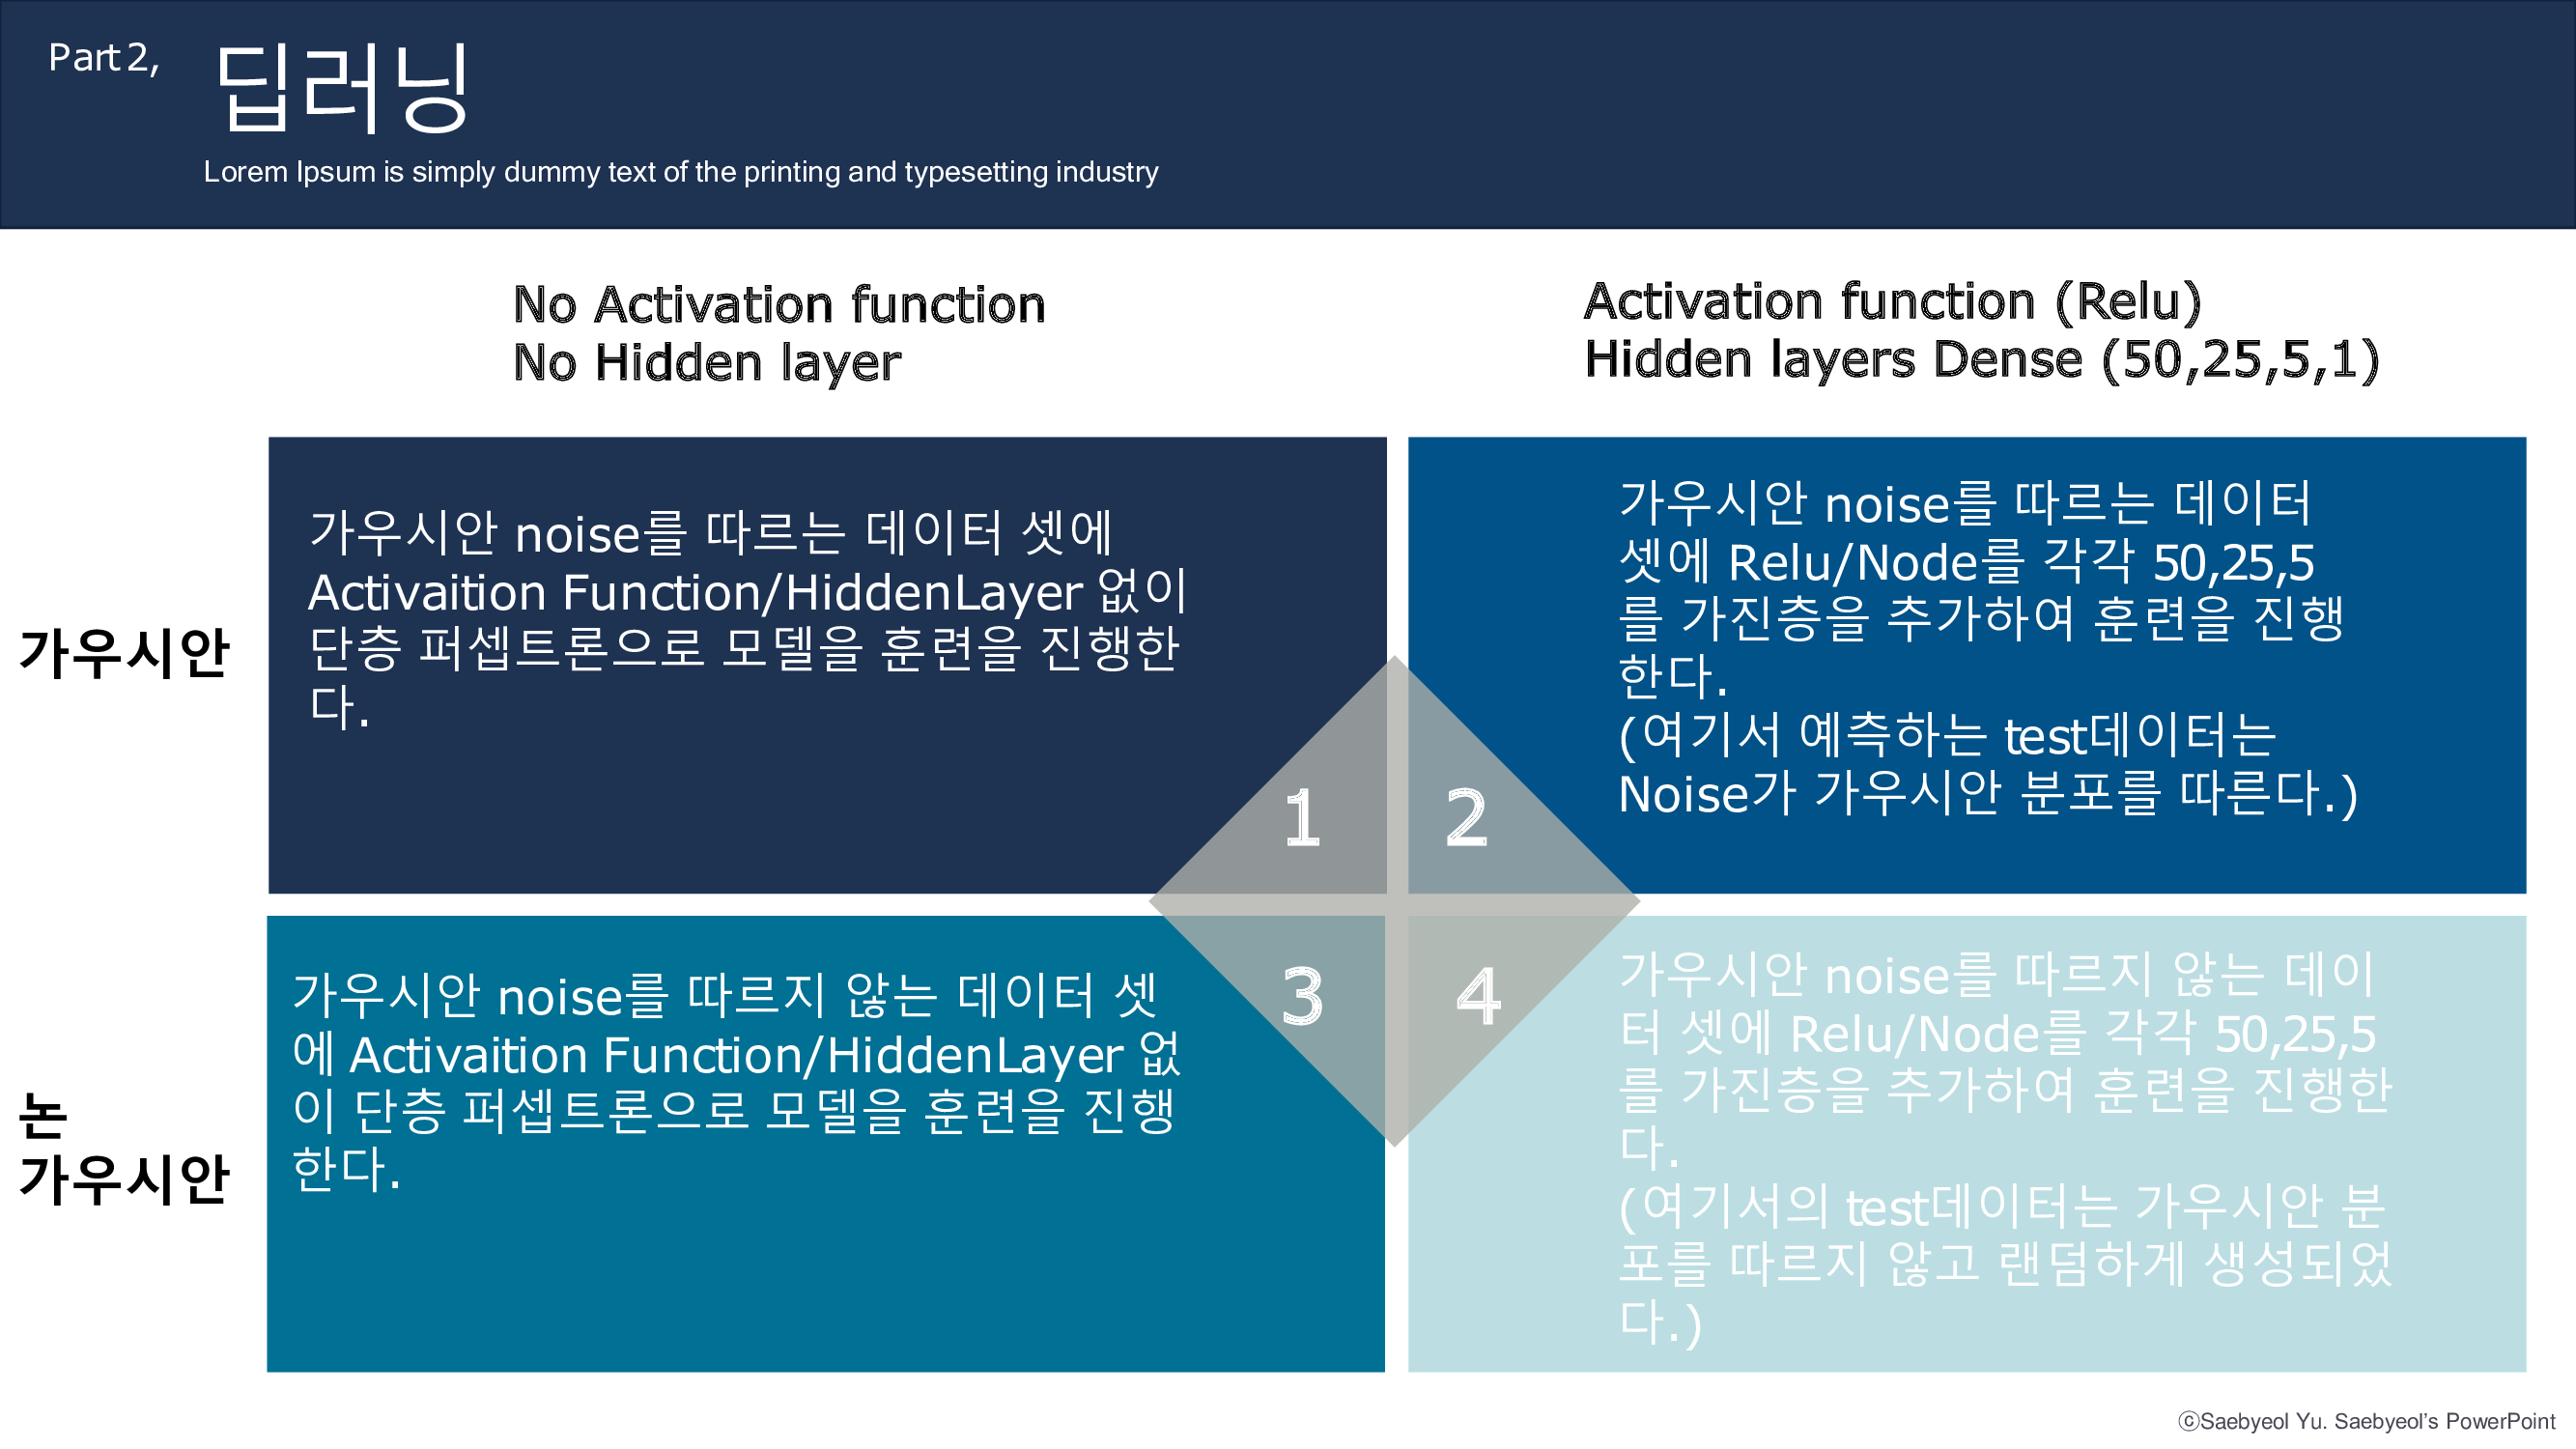 Part 2,
딥러닝
Lorem Ipsum is simply dummy text of the printing and typesetting industry
No Activation function
No Hidden layer
Activation function (Relu)
Hidden layers Dense (50,25,5,1)
가우시안
가우시안 noise를 따르는 데이터 셋에
Activaition Function/HiddenLayer 없이
단층 퍼셉트론으로 모델을 훈련을 진행한
다.
가우시안 noise를 따르는 데이터
셋에 Relu/Node를 각각 50,25,5
를 가진층을 추가하여 훈련을 진행
한다.
(여기서 예측하는 test데이터는
Noise가 가우시안 분포를 따른다.)
1
2
3
4
논
가우시안
가우시안 noise를 따르지 않는 데이터 셋
에 Activaition Function/HiddenLayer 없
이 단층 퍼셉트론으로 모델을 훈련을 진행
한다.
가우시안 noise를 따르지 않는 데이
터 셋에 Relu/Node를 각각 50,25,5
를 가진층을 추가하여 훈련을 진행한
다.
(여기서의 test데이터는 가우시안 분
포를 따르지 않고 랜덤하게 생성되었
다.)
ⓒSaebyeol Yu. Saebyeol’s PowerPoint